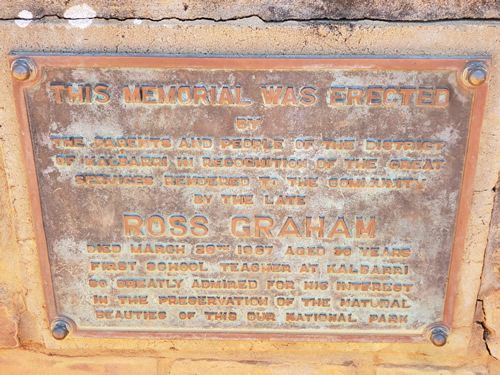 THIS MEMORIAL WAS ERECTED
BY
THE PARENTS AND PEOPLE OF THE DISTRICT
OF KALBARRI IN RECOGNITION OF THE GREAT
SERVICES RENDERED TO THE COMMUNITY
BY THE LATE
ROSS GRAHAM
DIED MARCH 1967 AGED YEARS
FIRST SCHOOL TEACHER AT KALBARRI
SO GREATLY ADMIRED FOR HIS INTEREST
IN THE PRESERVATION OF THE NATURAL
BEAUTIES OF THIS OUR NATIONAL PARK